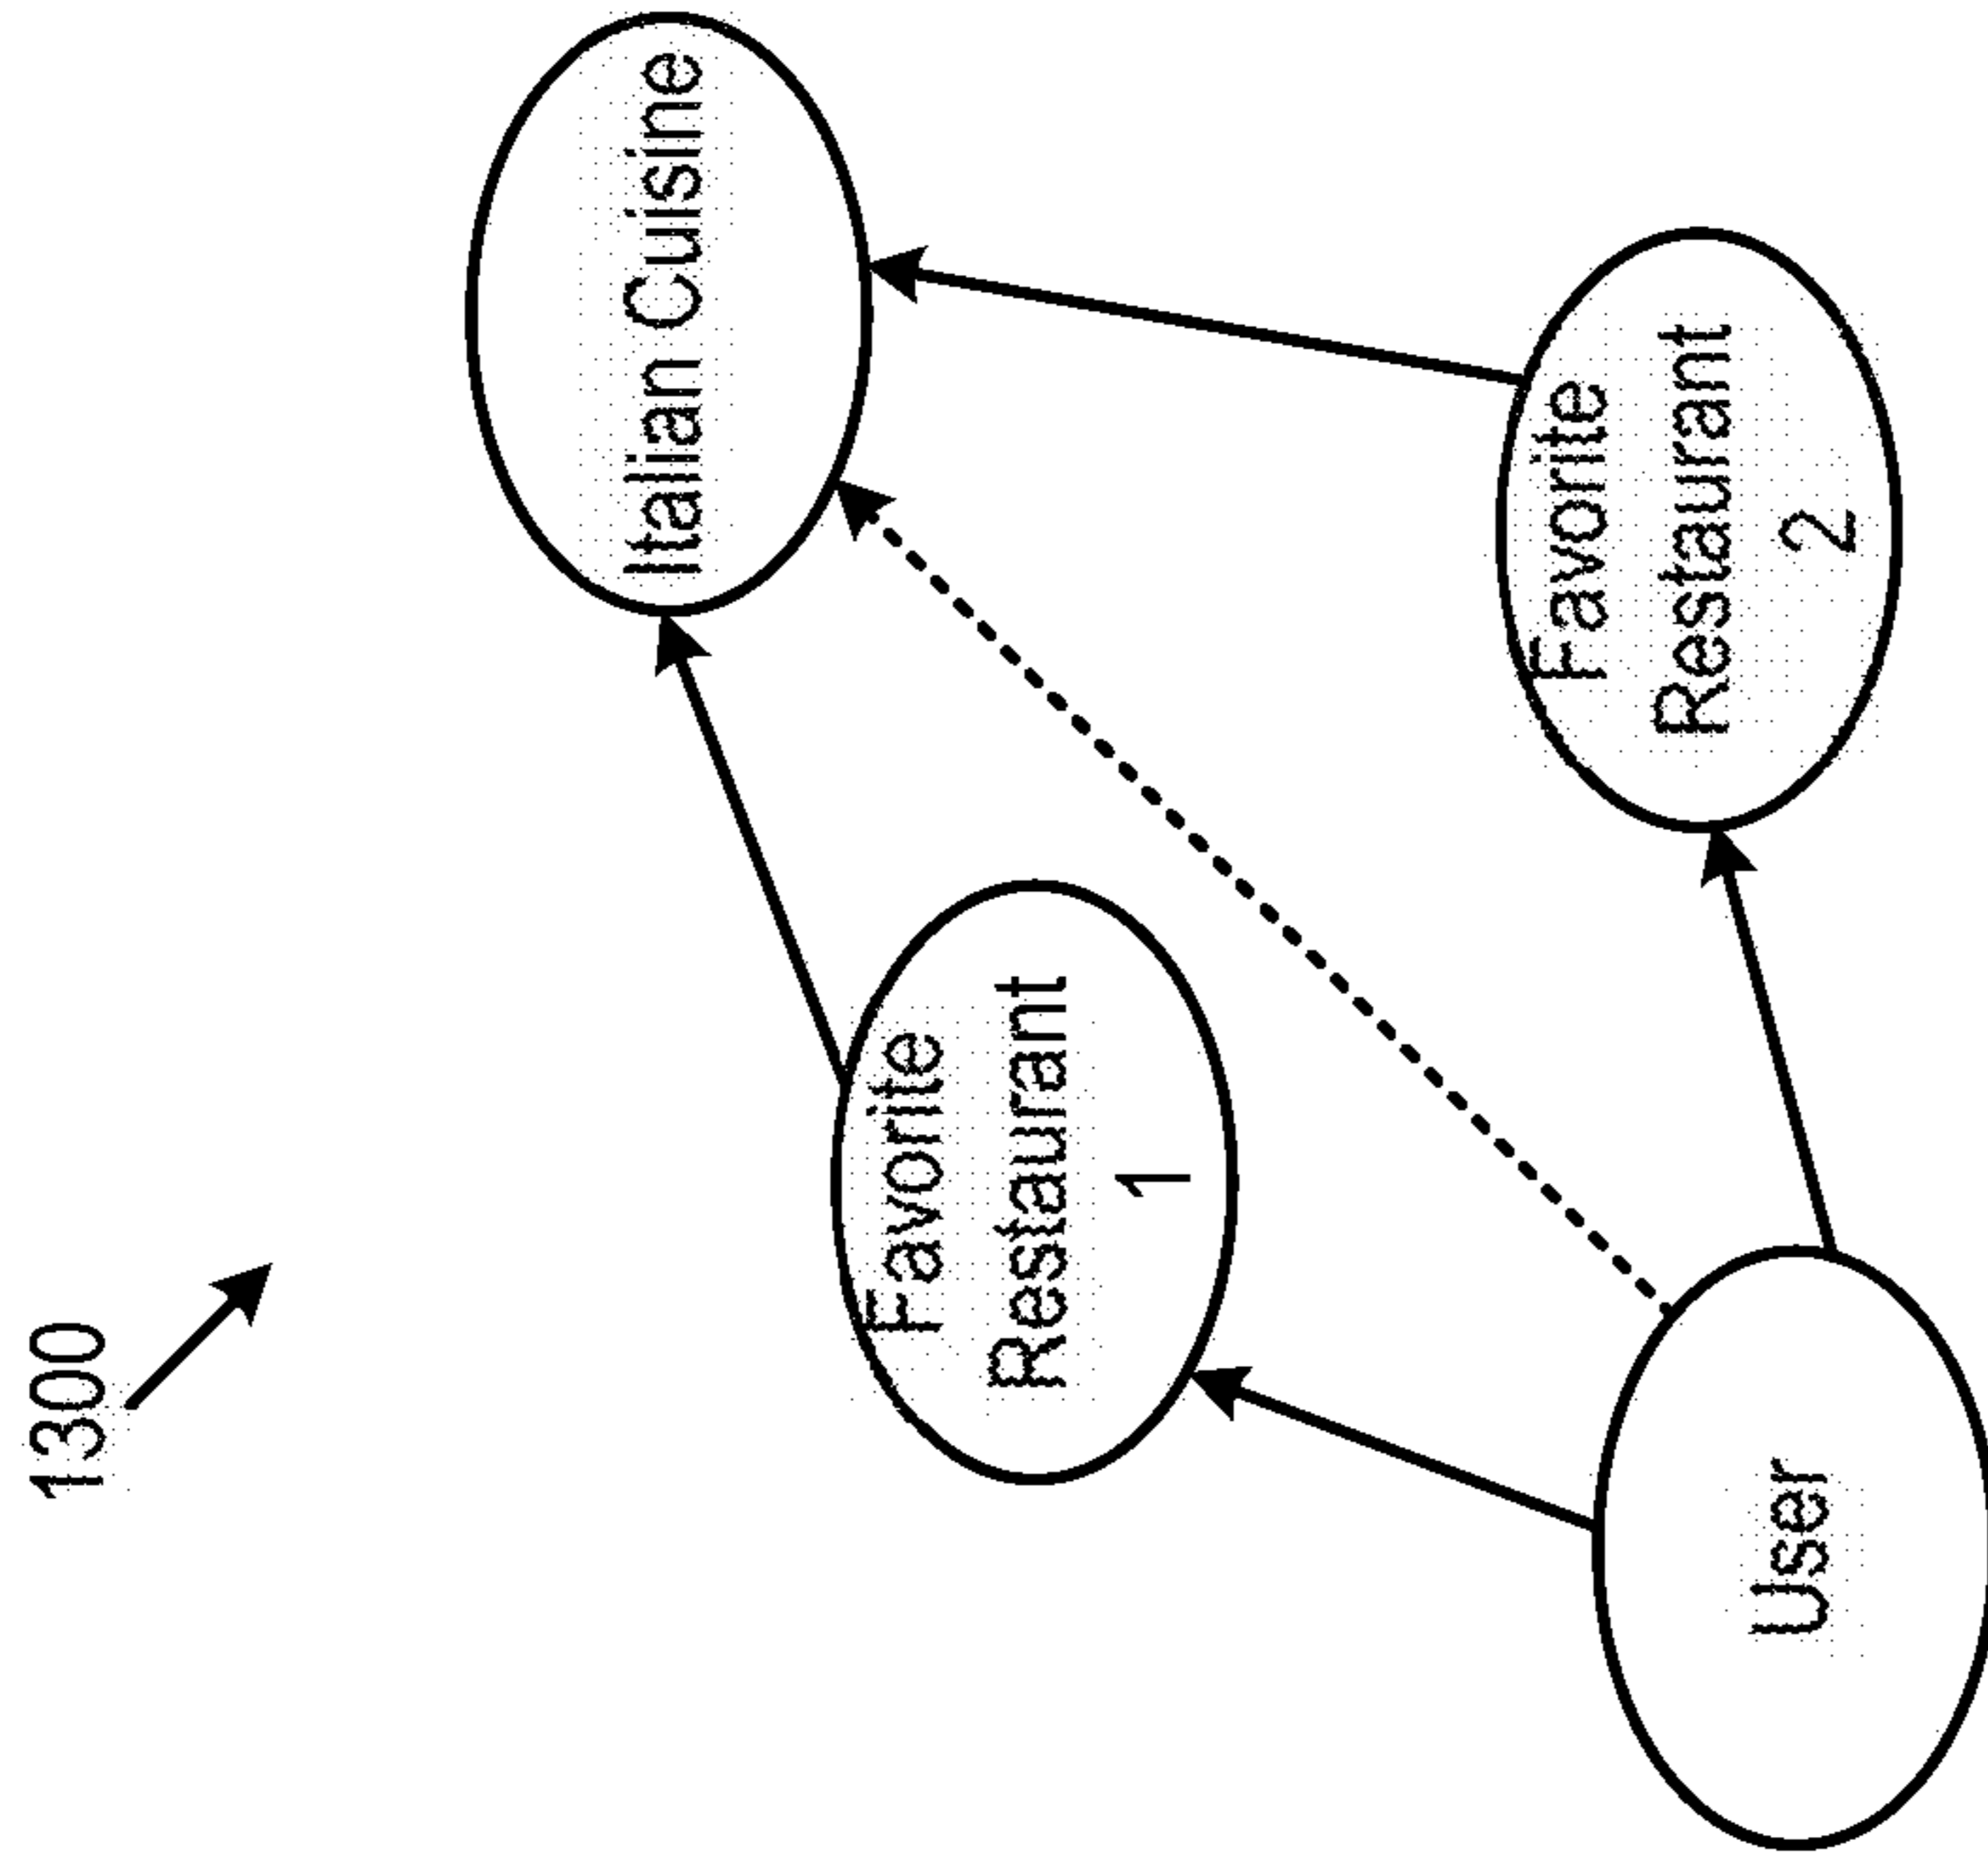 1300
Italian Cuisine
Favorite
Restaurant
1
Favorite
Restaurant
2
User